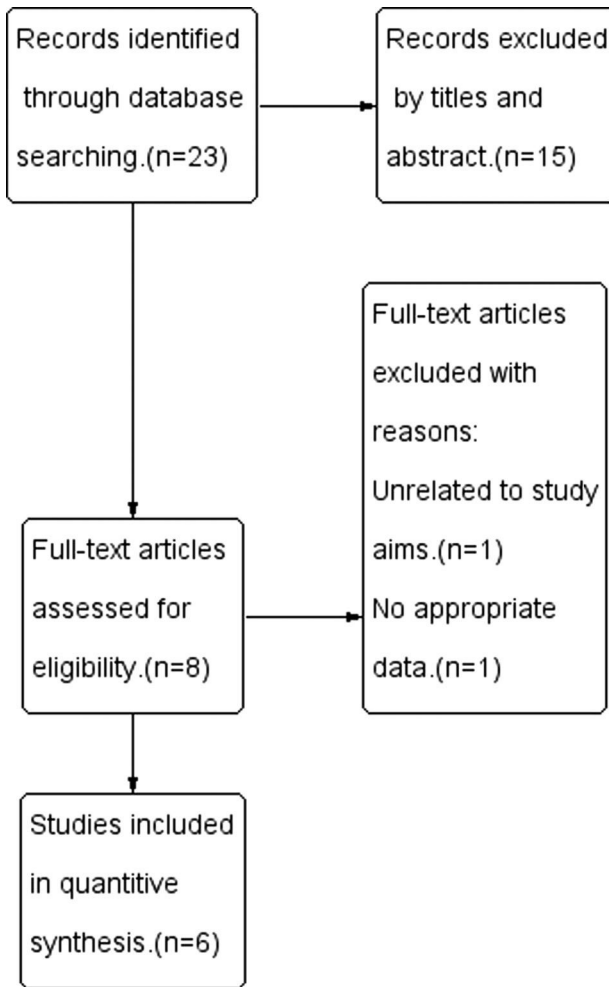 Records identified
through database
searching.(n=23)
Records excluded
by titles and
abstract.(n=15)
Full-text articles
excluded with
reasons:
Unrelated to study
aims.(n=1)
No appropriate
data.(n=1)
Full-text articles
assessed for
eligibility.(n=8)
Studies included
in quantitive
synthesis.(n=6)